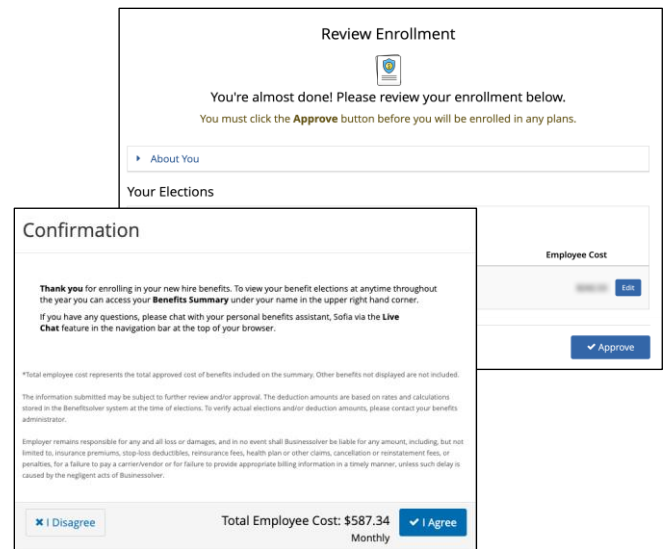 Review Enrollment
You're almost done! Please review your enrollment below.
You must click the Approve button before you will be enrolled in any plans.
About You
Your Elections
Employee Cost
Edit
Approve
Confirmation
Thank you for enrolling in your new hire benefits. To view your benefit elections at anytime throughout
the year you can access your Benefits Summary under your name in the upper right hand corner.
If you have any questions, please chat with your personal benefits assistant, Sofia via the Live
Chat feature in the navigation bar at the top of your browser.
*Total employee cost represents the total approved cost of benefits included on the summary. Other benefits not displayed are not included.
The information submitted may be subject to further review and/or approval. The deduction amounts are based on rates and calculations
stored in the Benefitsolver system at the time of elections. To verify actual elections and/or deduction amounts, please contact your benefits
administrator.
Employer remains responsible for any and all loss or damages, and in no event shall Businessolver be liable for any amount, including, but not
limited to, insurance premiums, stop-loss deductibles, reinsurance fees, health plan or other claims, cancellation or reinstatement fees, or
penalties, for a failure to pay a carrier/vendor or for failure to provide appropriate billing information in a timely manner, unless such delay is
caused by the negligent acts of Businessolver.
I Disagree
Total Employee Cost: $587.34
Monthly
I Agree